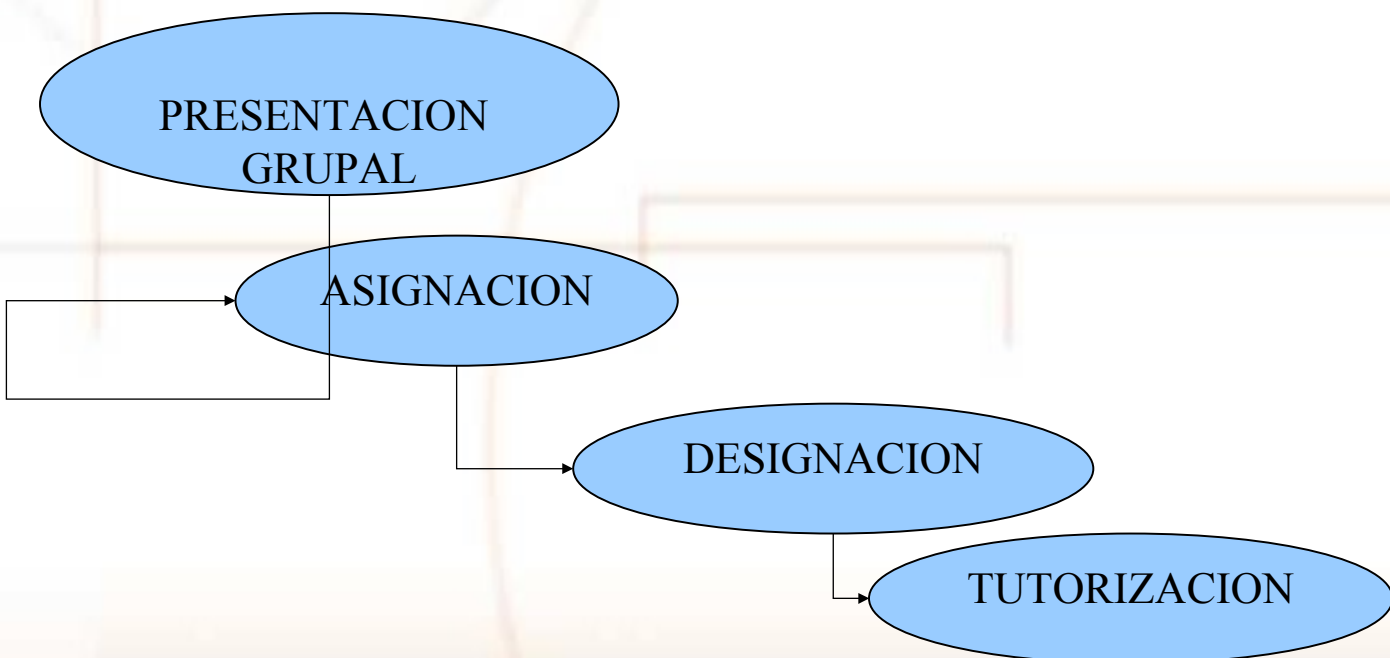 PRESENTACION
GRUPAL
ASIGNACION
DESIGNACION
TUTORIZACION